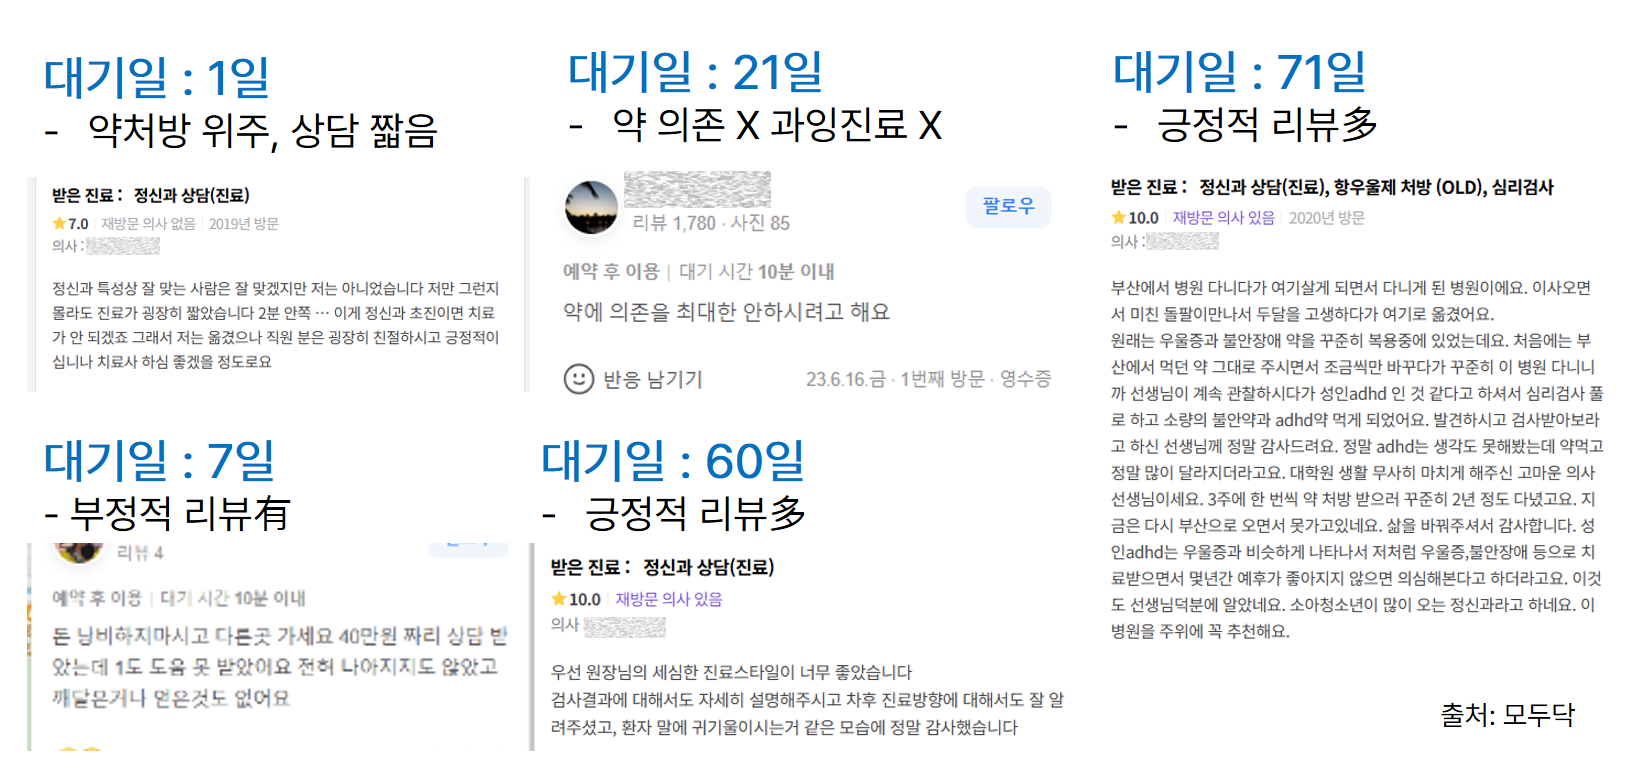 대기일 : 1일
- 약처방 위주, 상담 짧음
받은 진료 : 정신과 상담(진료)
7.0 재방문 의사 없음 2019년 방문
의사 :
정신과 특성상 잘 맞는 사람은 잘 맞겠지만 저는 아니었습니다 저만 그런지
몰라도 진료가 굉장히 짧았습니다 2분 안쪽 … 이게 정신과 초진이면 치료
가 안 되겠죠 그래서 저는 옮겼으나 직원 분은 굉장히 친절하시고 긍정적이
십니나 치료사 하심 좋겠을 정도로요
대기일 : 21일
- 약 의존 X 과잉진료 X
리뷰 1,780 · 사진 85
팔로우
예약 후 이용 | 대기 시간 10분 이내
약에 의존을 최대한 안하시려고 해요
반응 남기기
23.6.16.금 · 1번째 방문 · 영수증
대기일 : 71일
- 긍정적 리뷰多
받은 진료 : 정신과 상담(진료), 항우울제 처방 (OLD), 심리검사
10.0 재방문 의사 있음 2020년 방문
의사 :
부산에서 병원 다니다가 여기살게 되면서 다니게 된 병원이에요. 이사오면
서 미친 돌팔이만나서 두달을 고생하다가 여기로 옮겼어요.
원래는 우울증과 불안장애 약을 꾸준히 복용중에 있었는데요. 처음에는 부
산에서 먹던 약 그대로 주시면서 조금씩만 바꾸다가 꾸준히 이 병원 다니니
까 선생님이 계속 관찰하시다가 성인adhd 인 것 같다고 하셔서 심리검사 풀
로 하고 소량의 불안약과 adhd약 먹게 되었어요. 발견하시고 검사받아보라
고 하신 선생님께 정말 감사드려요. 정말 adhd는 생각도 못해봤는데 약먹고
정말 많이 달라지더라고요. 대학원 생활 무사히 마치게 해주신 고마운 의사
선생님이세요. 3주에 한 번씩 약 처방 받으러 꾸준히 2년 정도 다녔고요. 지
금은 다시 부산으로 오면서 못가고있네요. 삶을 바꿔주셔서 감사합니다. 성
인adhd는 우울증과 비슷하게 나타나서 저처럼 우울증,불안장애 등으로 치
료받으면서 몇년간 예후가 좋아지지 않으면 의심해본다고 하더라고요. 이것
도 선생님덕분에 알았네요. 소아청소년이 많이 오는 정신과라고 하네요. 이
병원을 주위에 꼭 추천해요.
대기일 : 7일
- 부정적 리뷰有
리뷰 4
예약 후 이용 | 대기 시간 10분 이내
돈 낭비하지마시고 다른곳 가세요 40만원 짜리 상담 받
았는데 1도 도움 못 받았어요 전혀 나아지지도 않았고
깨달은거나 얻은것도 없어요
대기일 : 60일
- 긍정적 리뷰多
받은 진료 : 정신과 상담(진료)
10.0 재방문 의사 있음
의사
우선 원장님의 세심한 진료스타일이 너무 좋았습니다
검사결과에 대해서도 자세히 설명해주시고 차후 진료방향에 대해서도 잘 알
려주셨고, 환자 말에 귀기울이시는거 같은 모습에 정말 감사했습니다
출처: 모두닥